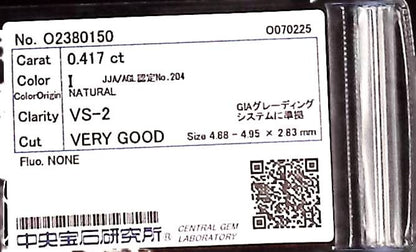 No. O2380150 O070225
Carat 0.417 ct
Color I JJA/AGL認定No.204
ColorOrigin NATURAL
Clarity VS-2 GIAグレーディング
システムに準拠
Cut VERY GOOD Size 4.88 - 4.95 × 2.83 mm
Fluo. NONE
中央宝石研究所® CENTRAL GEM
LABORATORY